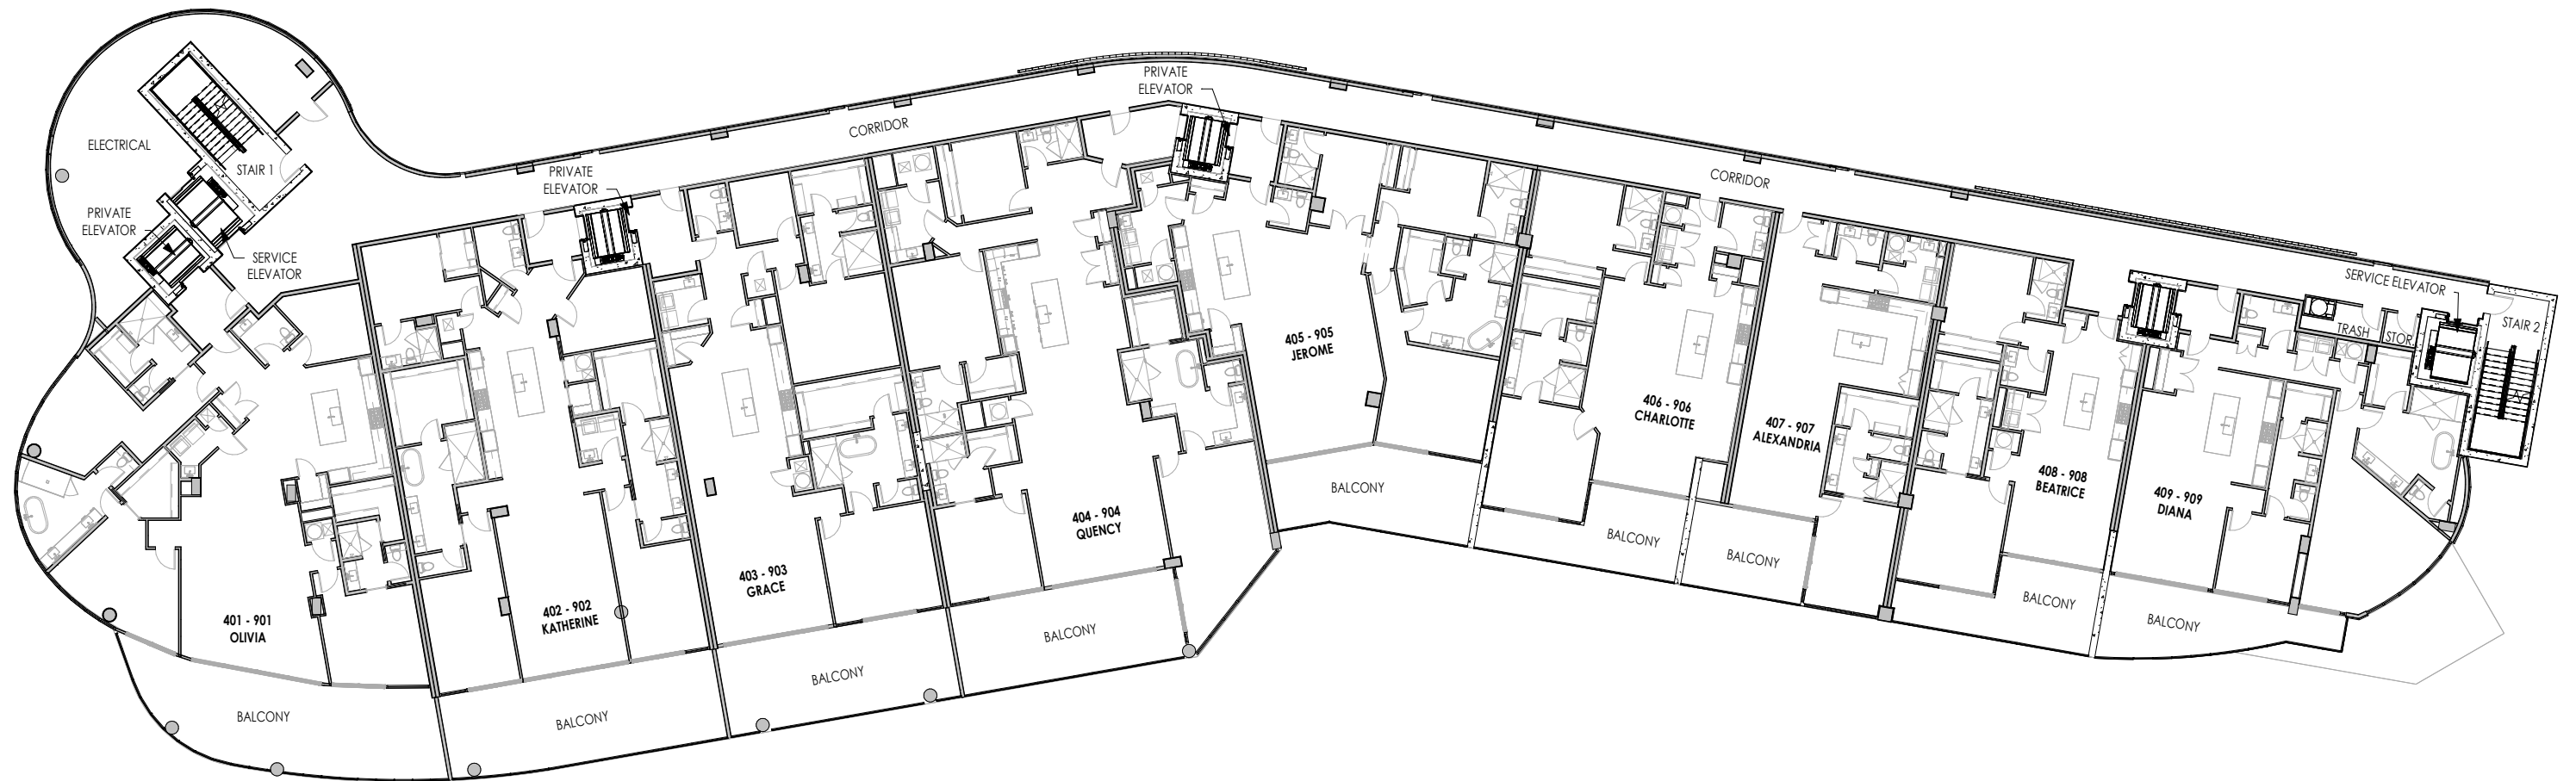 PRIVATE
ELEVATOR
CORRIDOR
ELECTRICAL
STAIR 1
PRIVATE
ELEVATOR
CORRIDOR
PRIVATE
ELEVATOR
SERVICE
ELEVATOR
SERVICE ELEVATOR
STAIR 2
TRASH
STOR.
405 - 905
JEROME
406 - 906
CHARLOTTE
407 - 907
ALEXANDRIA
408 - 908
BEATRICE
409 - 909
DIANA
404 - 904
QUENCY
403 - 903
GRACE
402 - 902
KATHERINE
401 - 901
OLIVIA
BALCONY
BALCONY
BALCONY
BALCONY
BALCONY
BALCONY
BALCONY
BALCONY
BALCONY